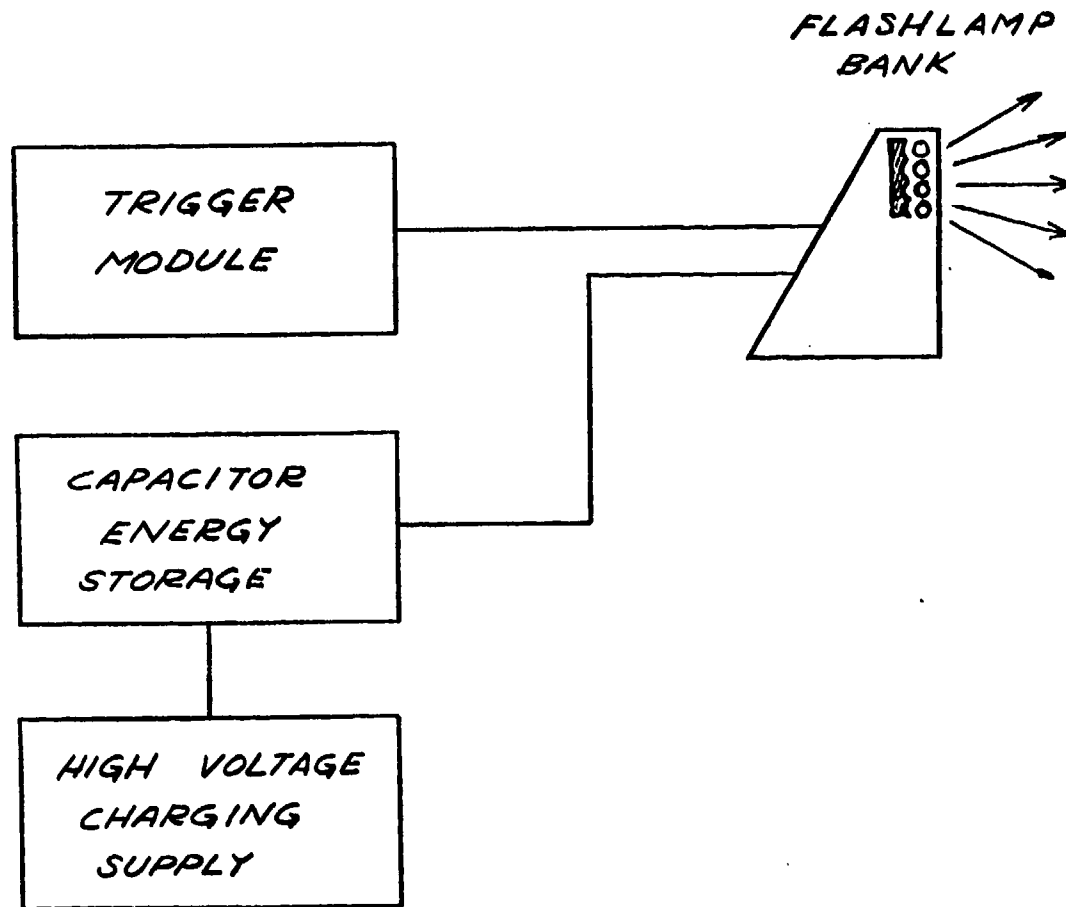 FLASHLAMP
BANK
TRIGGER
MODULE
CAPACITOR
ENERGY
STORAGE
HIGH VOLTAGE
CHARGING
SUPPLY